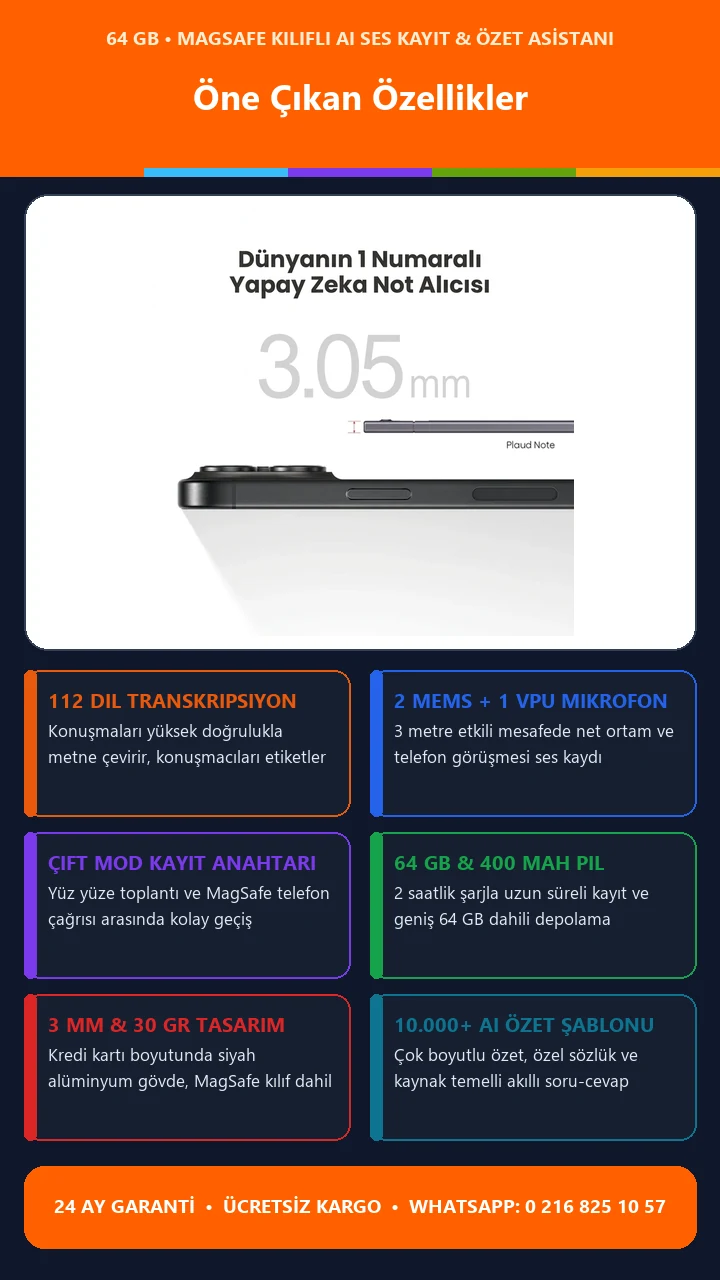 64 GB • MAGSAFE KILIFLI AI SES KAYIT & ÖZET ASİSTANI
Öne Çıkan Özellikler
Dünyanın 1 Numaralı
Yapay Zeka Not Alıcısı
3.05 mm
Plaud Note
112 DIL TRANSKRIPSIYON
Konuşmaları yüksek doğrulukla
metne çevirir, konuşmacıları etiketler
2 MEMS + 1 VPU MIKROFON
3 metre etkili mesafede net ortam ve
telefon görüşmesi ses kaydı
ÇIFT MOD KAYIT ANAHTARI
Yüz yüze toplantı ve MagSafe telefon
çağrısı arasında kolay geçiş
64 GB & 400 MAH PIL
2 saatlik şarjla uzun süreli kayıt ve
geniş 64 GB dahili depolama
3 MM & 30 GR TASARIM
Kredi kartı boyutunda siyah
alüminyum gövde, MagSafe kılıf dahil
10.000+ AI ÖZET ŞABLONU
Çok boyutlu özet, özel sözlük ve
kaynak temelli akıllı soru-cevap
24 AY GARANTİ • ÜCRETSİZ KARGO • WHATSAPP: 0 216 825 10 57